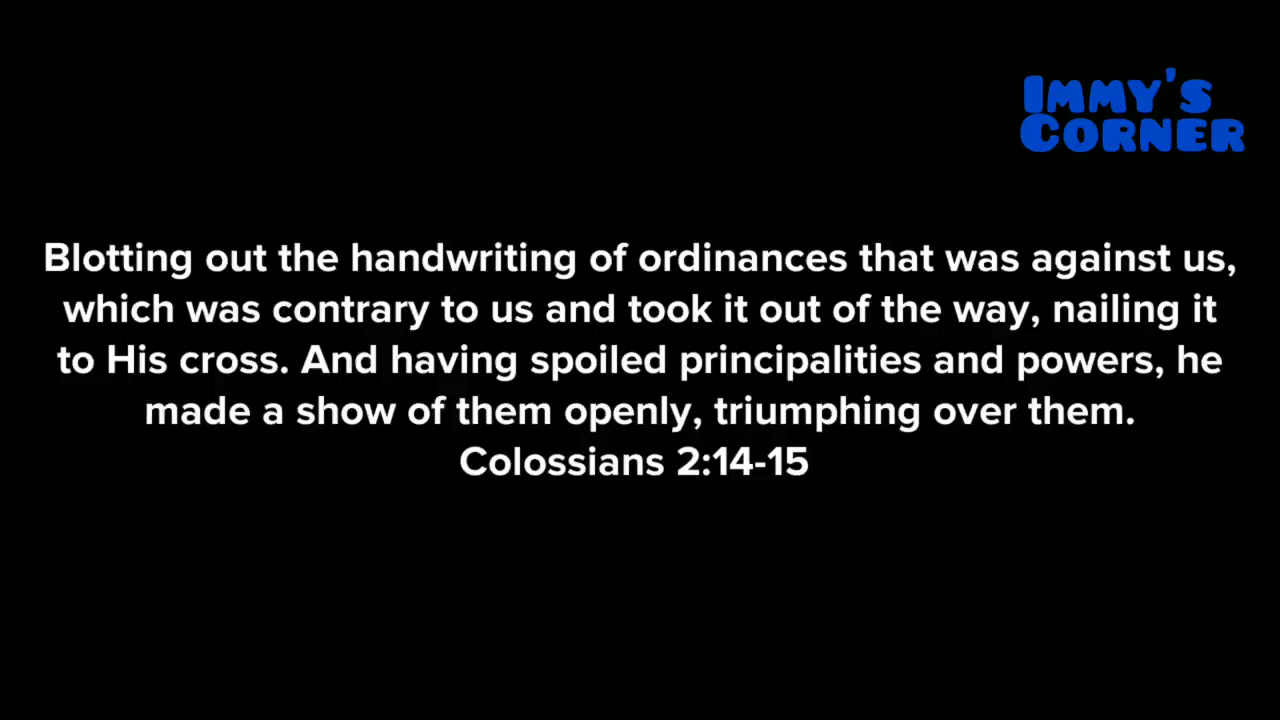 Immy's
Corner
Blotting out the handwriting of ordinances that was against us,
which was contrary to us and took it out of the way, nailing it
to His cross. And having spoiled principalities and powers, he
made a show of them openly, triumphing over them.
Colossians 2:14-15